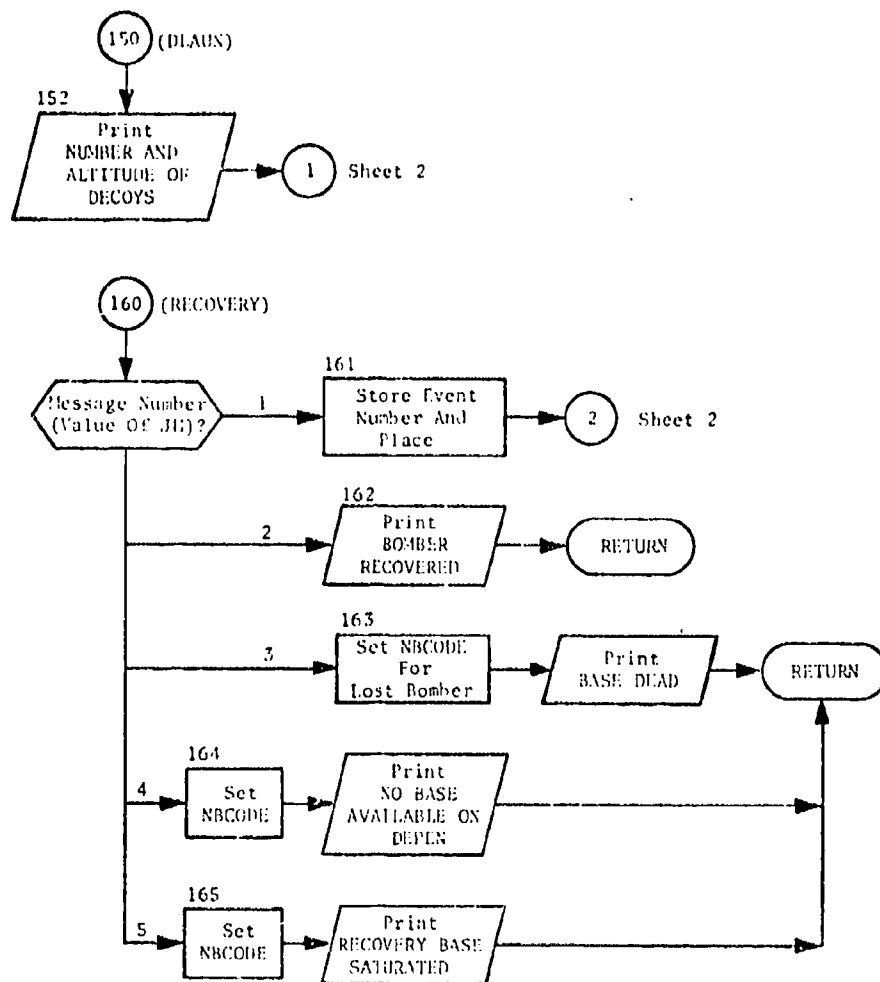 150 (DLAUN)
152
Print
NUMBER AND
ALTITUDE OF
DECOYS
1 Sheet 2
160 (RECOVERY)
Message Number
(Value Of JH)?
1
161
Store Event
Number And
Place
2 Sheet 2
2
162
Print
BOMBER
RECOVERED
RETURN
3
163
Set NBCODE
For
Lost Bomber
Print
BASE DEAD
RETURN
4
164
Set
NBCODE
Print
NO BASE
AVAILABLE ON
DEPEN
5
165
Set
NBCODE
Print
RECOVERY BASE
SATURATED